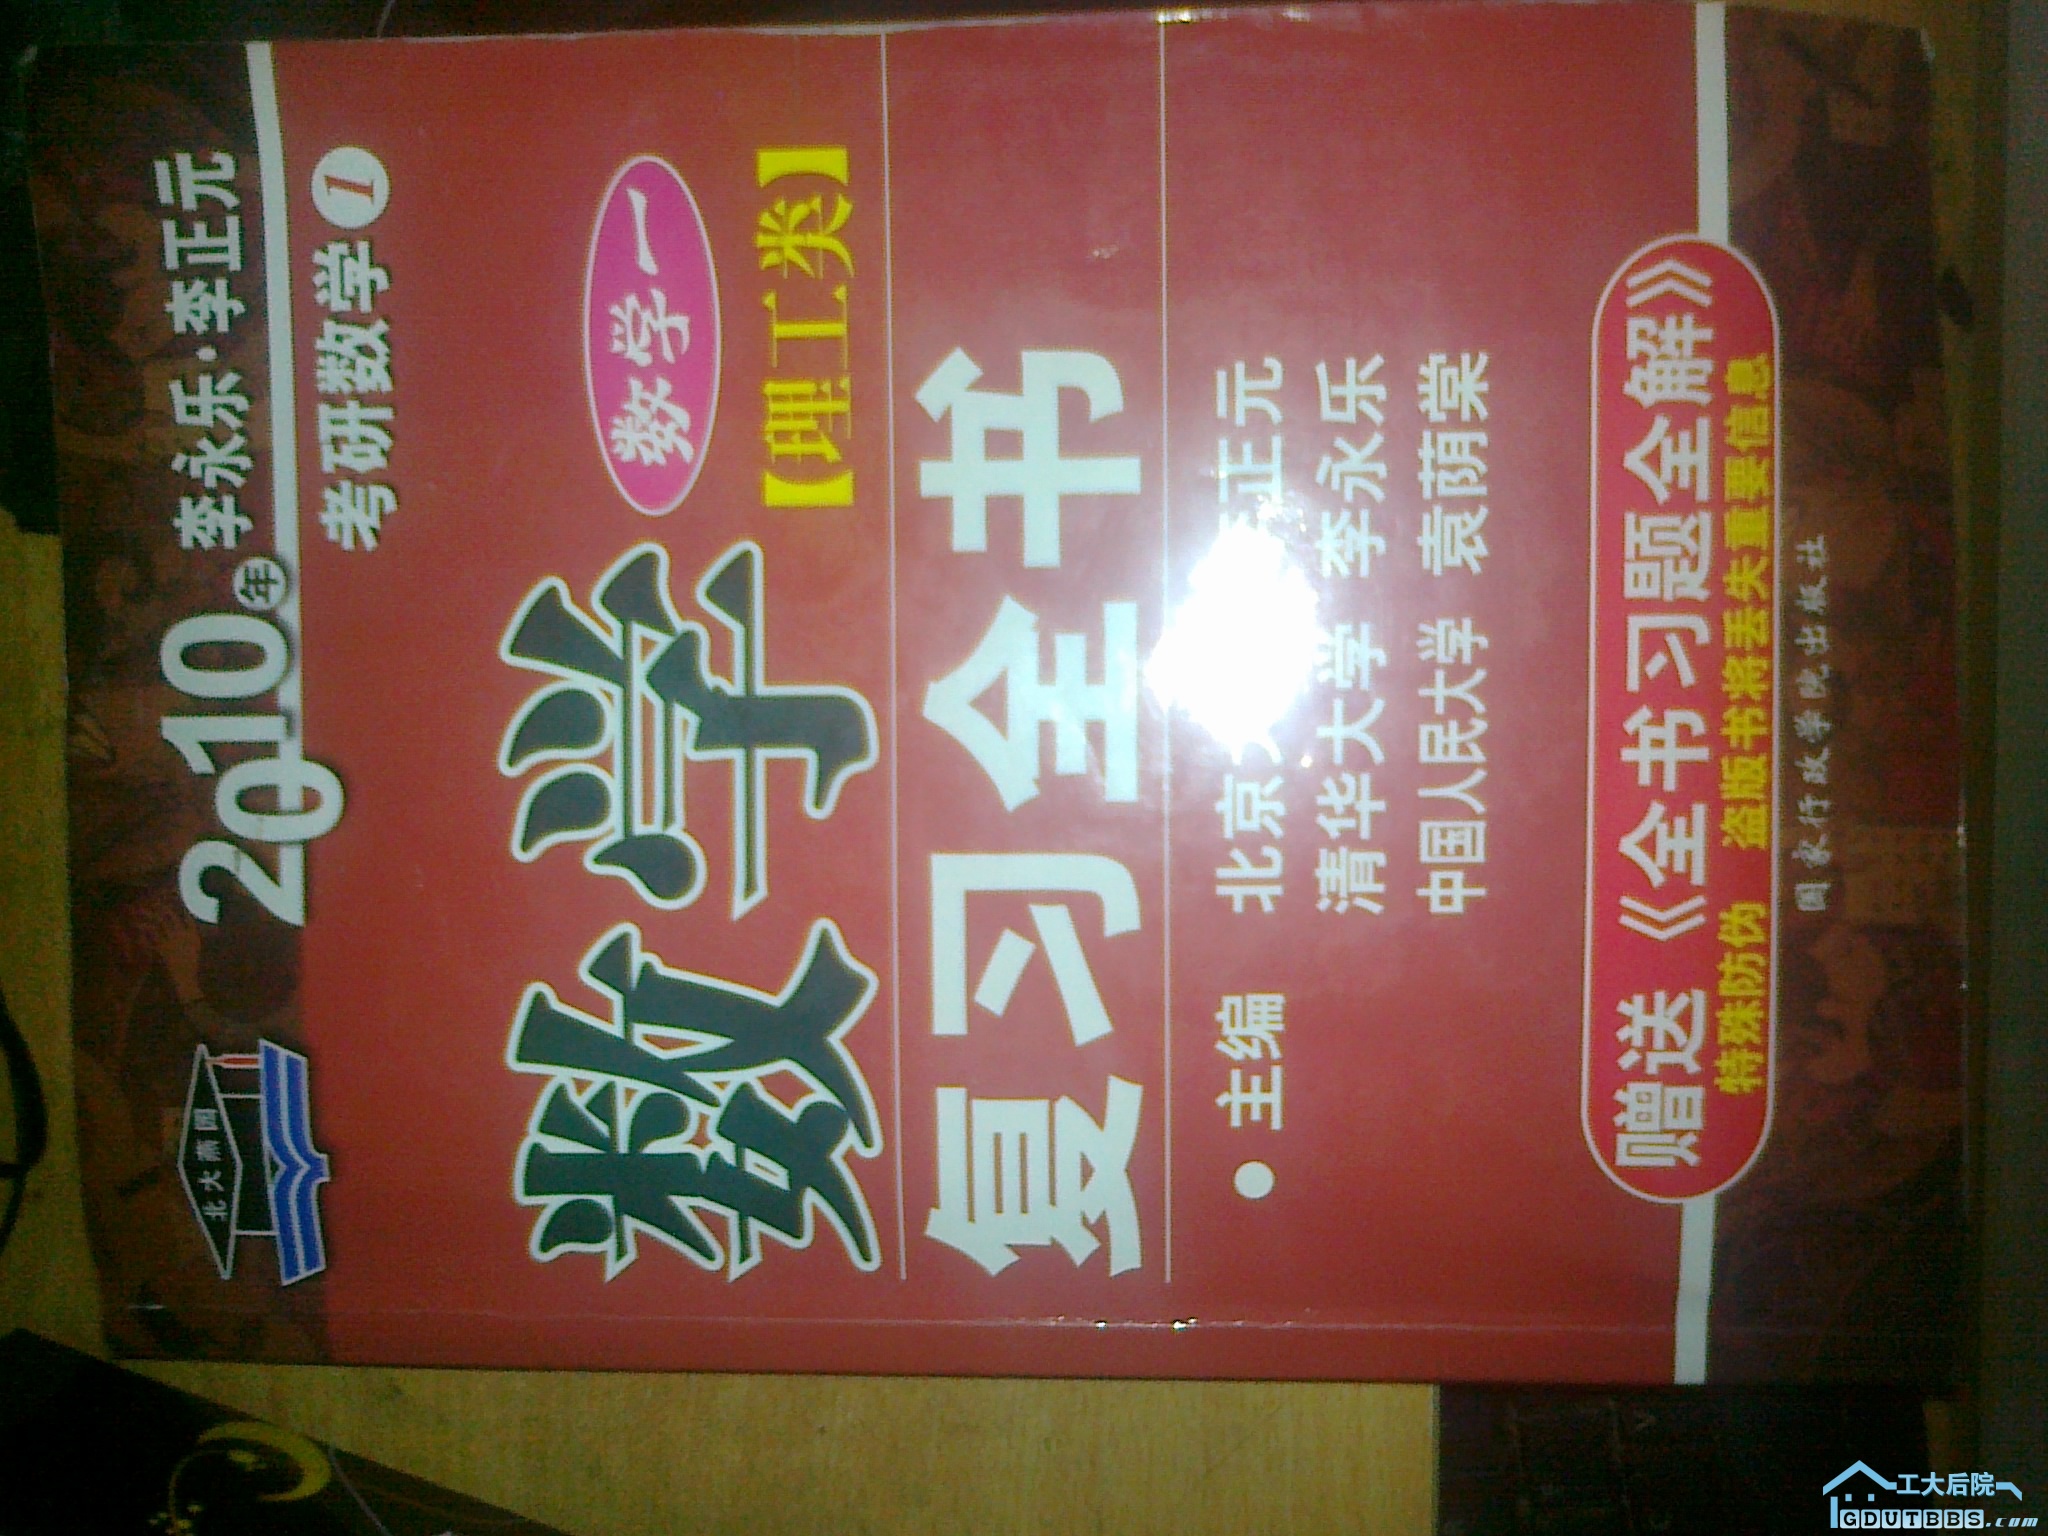 北大燕园
2010年 李永乐·李正元
考研数学1
数学
数学一
【理工类】
复习全书
●主编 北京大 正元
清华大学 李永乐
中国人民大学 袁荫棠
赠送《全书习题全解》
特殊防伪 盗版书将丢失重要信息
国家行政学院出版社
工大后院
GDUTBBS.com